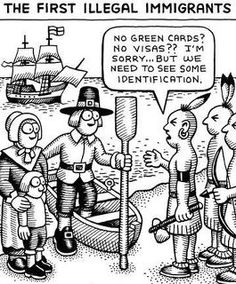 THE FIRST ILLEGAL IMMIGRANTS
NO GREEN CARDS?
NO VISAS?? I'M
SORRY...BUT WE
NEED TO SEE SOME
IDENTIFICATION.